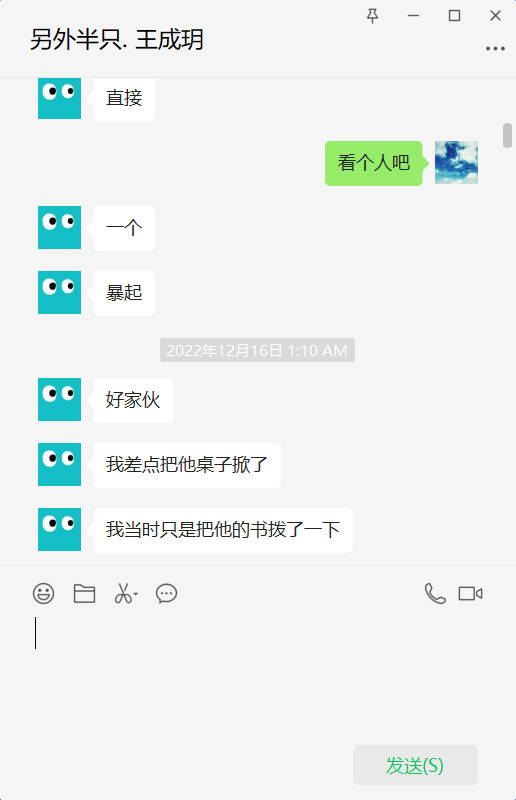 另外半只. 王成玥
直接
看个人吧
一个
暴起
2022年12月16日 1:10 AM
好家伙
我差点把他桌子掀了
我当时只是把他的书拨了一下
发送(S)